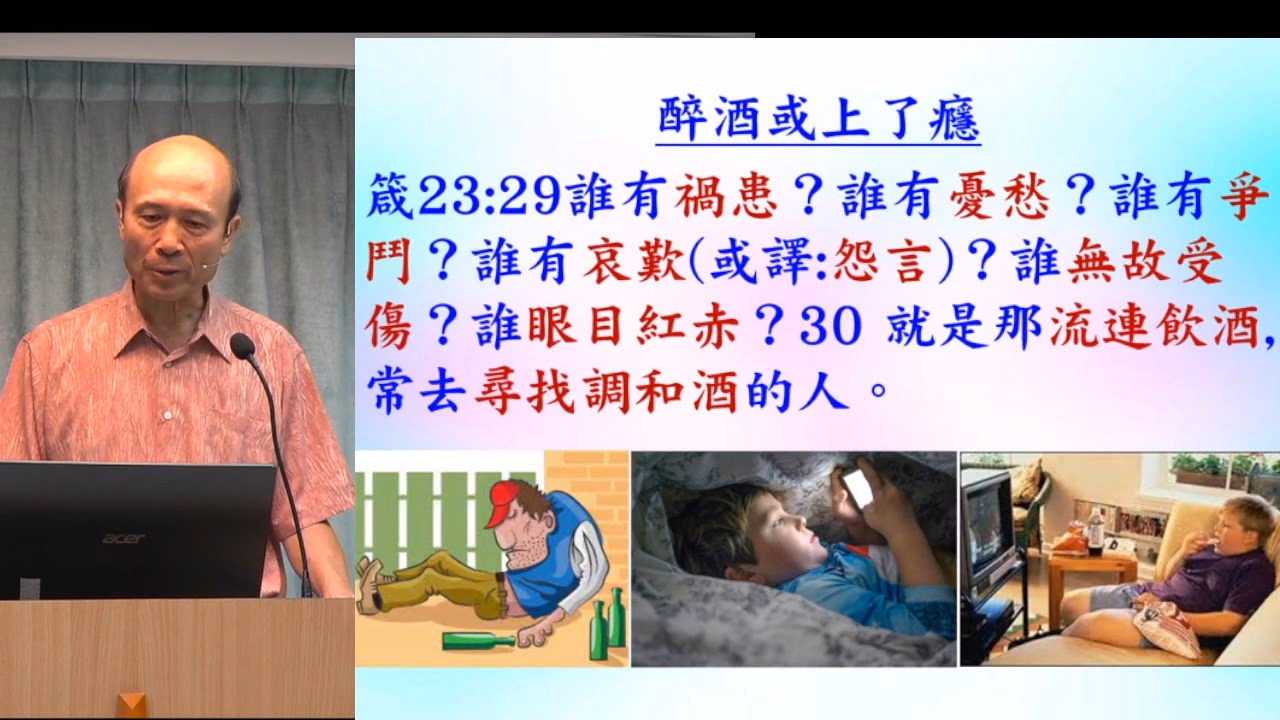 醉酒或上了癮
箴23:29誰有禍患？誰有憂愁？誰有爭
鬥？誰有哀歎(或譯:怨言)？誰無故受
傷？誰眼目紅赤？30 就是那流連飲酒,
常去尋找調和酒的人。
acer